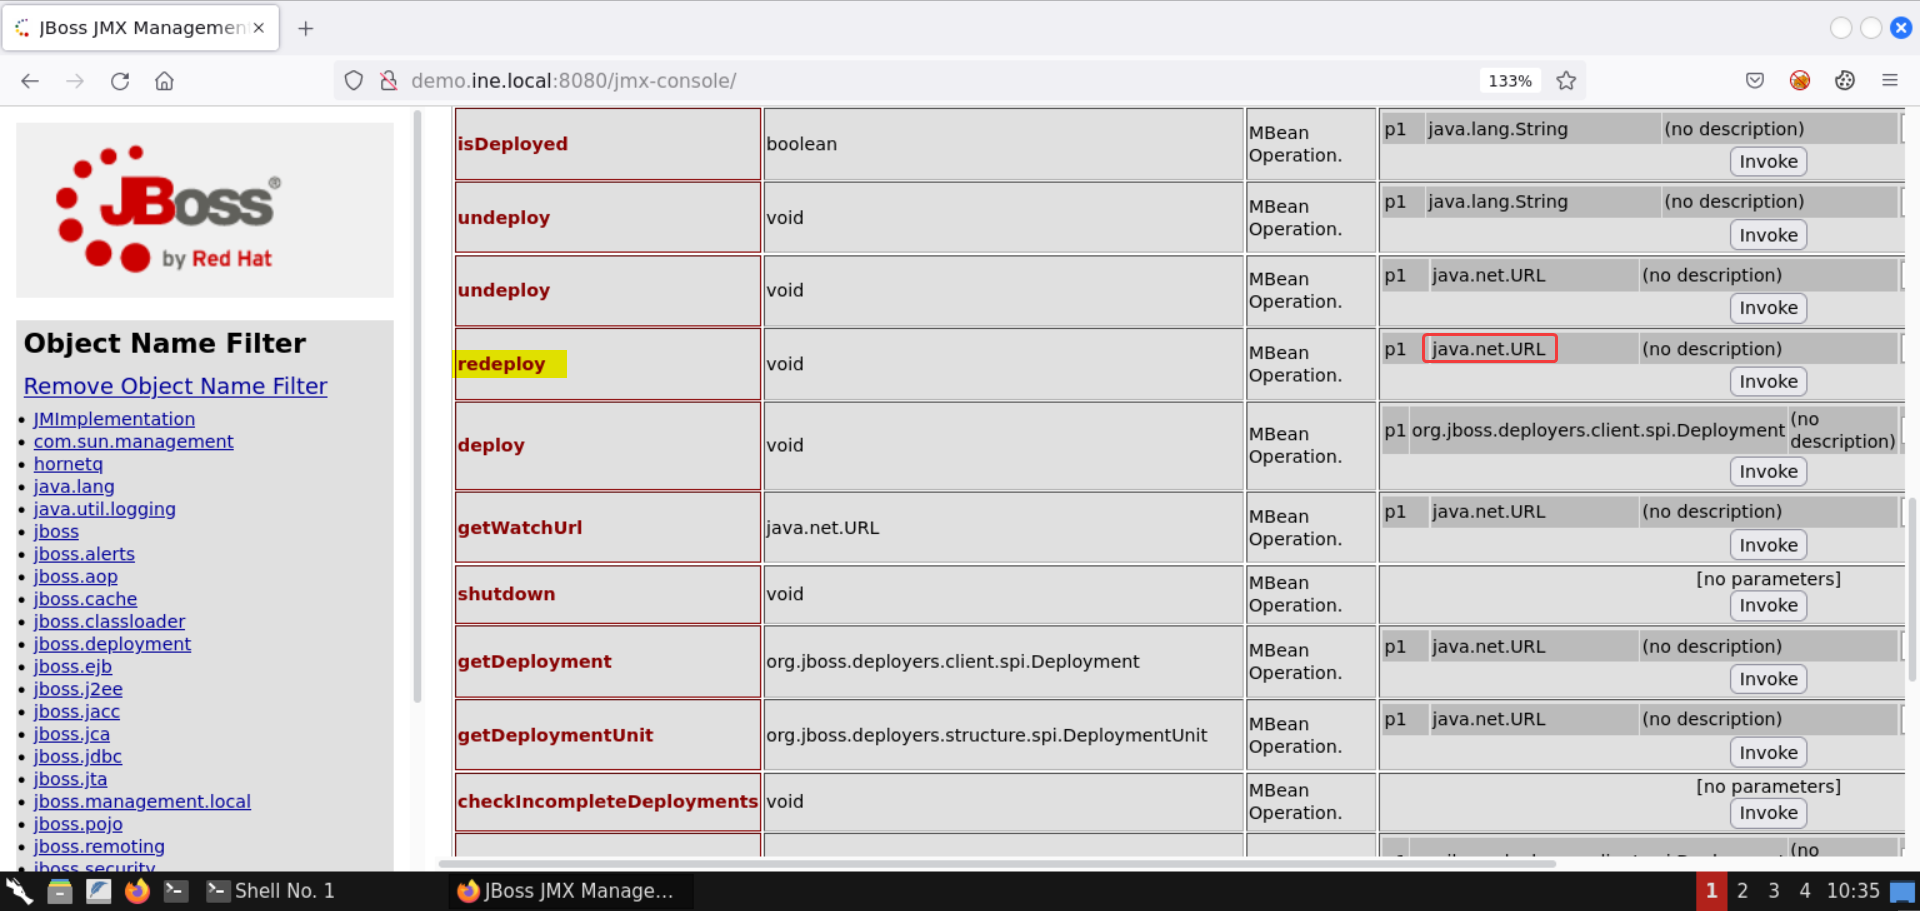 JBoss JMX Management
demo.ine.local:8080/jmx-console/
133%
JBoss®
by Red Hat
Object Name Filter
Remove Object Name Filter
JMImplementation
com.sun.management
hornetq
java.lang
java.util.logging
jboss
jboss.alerts
jboss.aop
jboss.cache
jboss.classloader
jboss.deployment
jboss.ejb
jboss.j2ee
jboss.jacc
jboss.jca
jboss.jdbc
jboss.jta
jboss.management.local
jboss.pojo
jboss.remoting
jboss.security
isDeployed boolean MBean Operation. p1 java.lang.String (no description)
Invoke
undeploy void MBean Operation. p1 java.lang.String (no description)
Invoke
undeploy void MBean Operation. p1 java.net.URL (no description)
Invoke
redeploy void MBean Operation. p1 java.net.URL (no description)
Invoke
deploy void MBean Operation. p1 org.jboss.deployers.client.spi.Deployment (no description)
Invoke
getWatchUrl java.net.URL MBean Operation. p1 java.net.URL (no description)
Invoke
shutdown void MBean Operation. [no parameters]
Invoke
getDeployment org.jboss.deployers.client.spi.Deployment MBean Operation. p1 java.net.URL (no description)
Invoke
getDeploymentUnit org.jboss.deployers.structure.spi.DeploymentUnit MBean Operation. p1 java.net.URL (no description)
Invoke
checkIncompleteDeployments void MBean Operation. [no parameters]
Invoke
(no
Shell No. 1
JBoss JMX Manage...
1 2 3 4 10:35